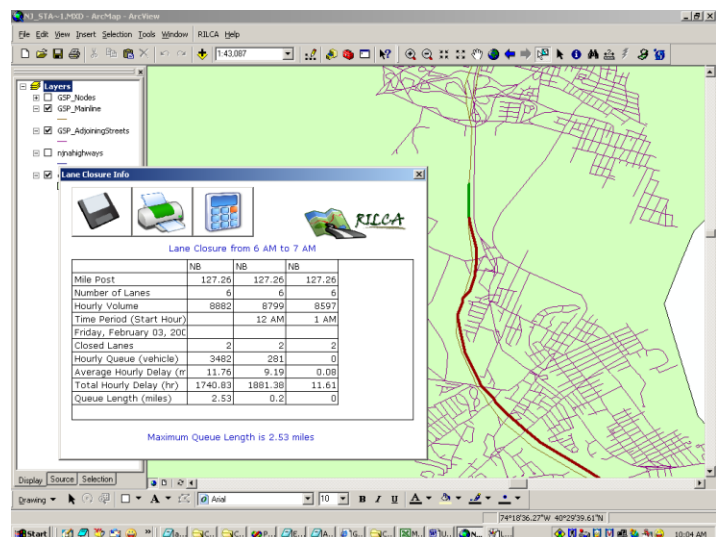 NJ_STA~1.MXD - ArcMap - ArcView
File Edit View Insert Selection Tools Window RILCA Help
1:43,087
Layers
GSP_Nodes
GSP_Mainline
GSP_AdjoiningStreets
njnahighways
Lane Closure Info
RILCA
Lane Closure from 6 AM to 7 AM
NB NB NB
Mile Post 127.26 127.26 127.26
Number of Lanes 6 6 6
Hourly Volume 8882 8799 8597
Time Period (Start Hour) 12 AM 1 AM
Friday, February 03, 200
Closed Lanes 2 2 2
Hourly Queue (vehicle) 3482 281 0
Average Hourly Delay (m 11.76 9.19 0.08
Total Hourly Delay (hr) 1740.83 1881.38 11.61
Queue Length (miles) 2.53 0.2 0
Maximum Queue Length is 2.53 miles
Display Source Selection
Drawing A Arial 10 B I U A
74°18'36.27"W 40°29'39.61"N
Start 10:04 AM